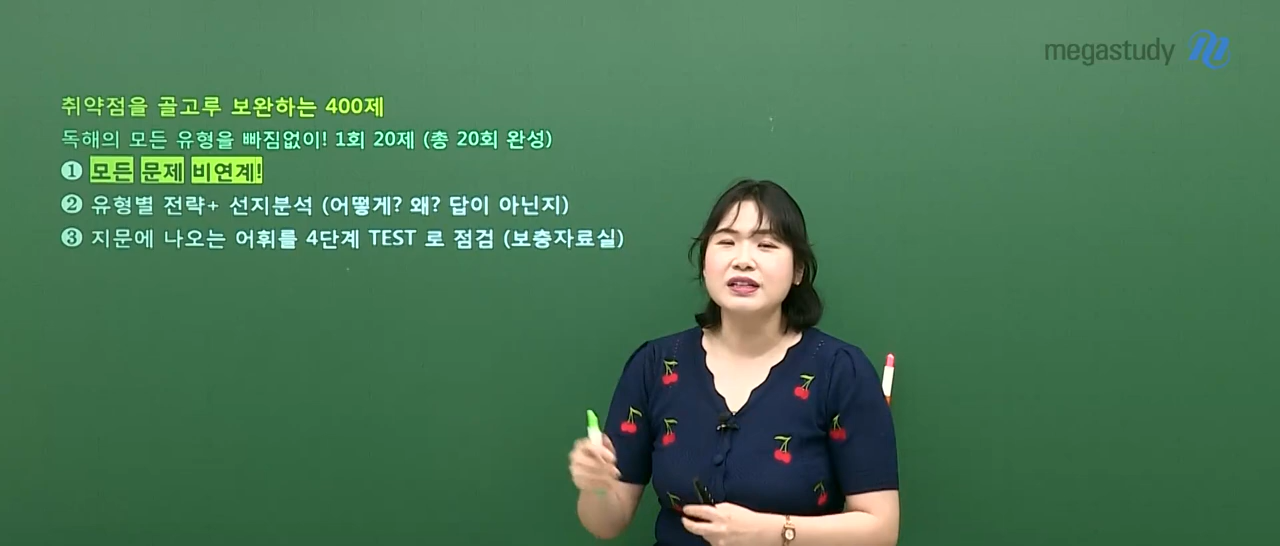 megastudy
취약점을 골고루 보완하는 400제
독해의 모든 유형을 빠짐없이! 1회 20제 (총 20회 완성)
❶ 모든 문제 비연계!
❷ 유형별 전략+ 선지분석 (어떻게? 왜? 답이 아닌지)
❸ 지문에 나오는 어휘를 4단계 TEST 로 점검 (보충자료실)